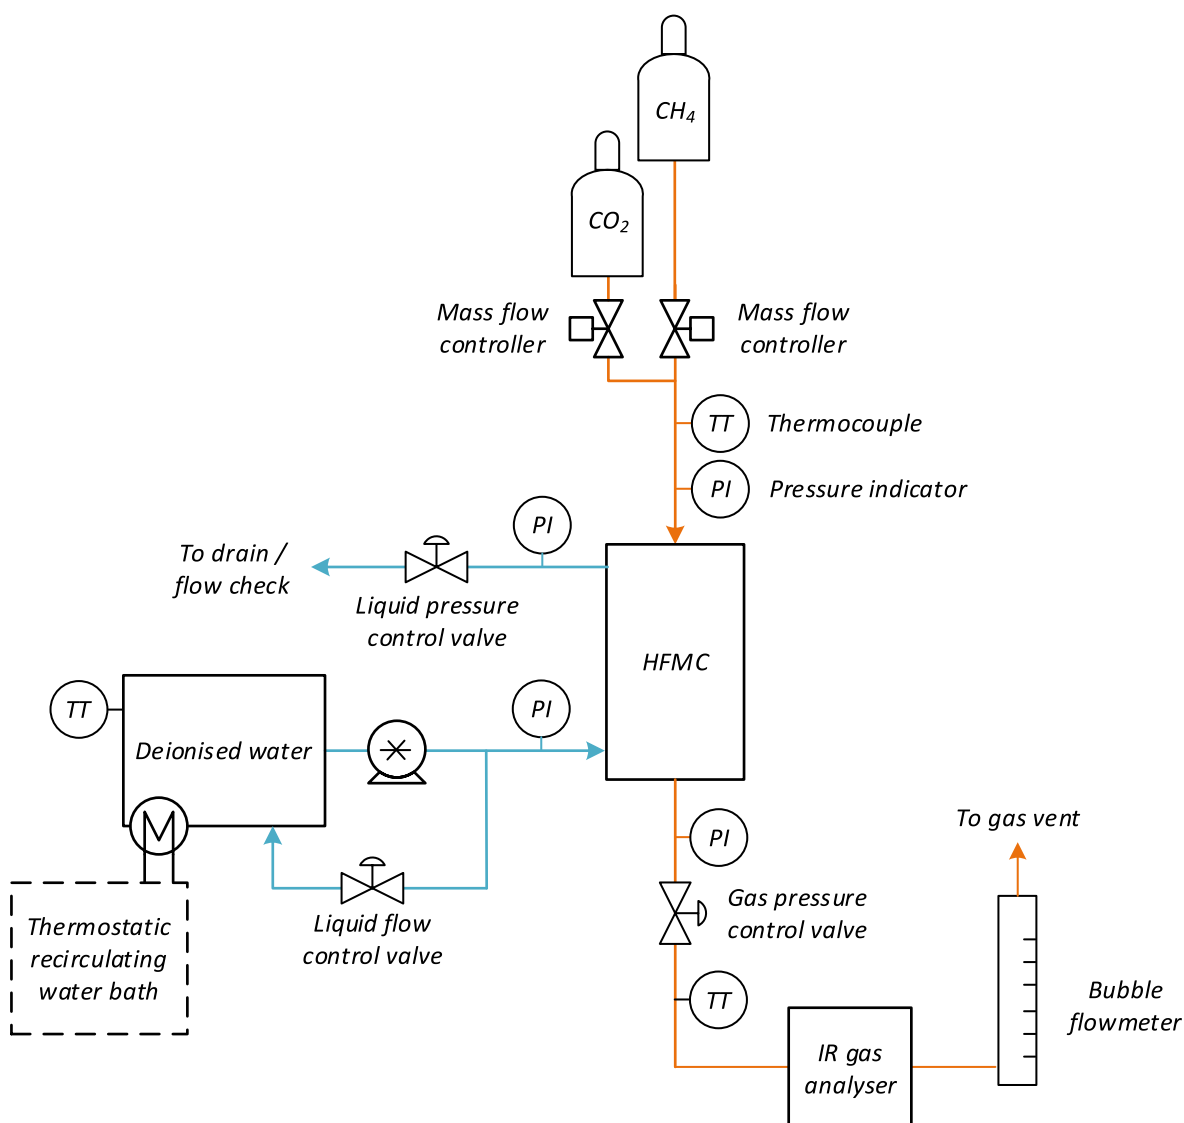 CH4
CO2
Mass flow
controller
Mass flow
controller
TT
Thermocouple
PI
Pressure indicator
PI
To drain /
flow check
Liquid pressure
control valve
HFMC
TT
Deionised water
PI
M
Thermostatic
recirculating
water bath
Liquid flow
control valve
PI
To gas vent
Gas pressure
control valve
TT
IR gas
analyser
Bubble
flowmeter